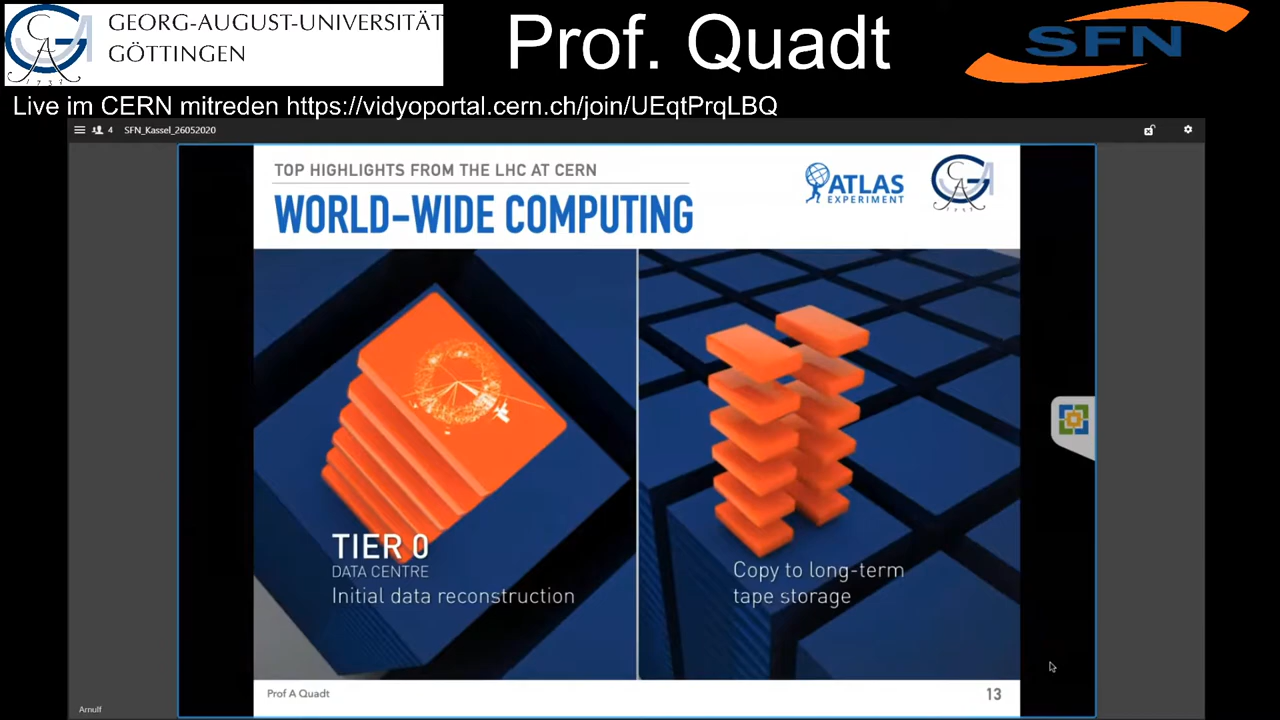 GEORG-AUGUST-UNIVERSITÄT
GÖTTINGEN
Prof. Quadt
SFN
Live im CERN mitreden https://vidyoportal.cern.ch/join/UEqtPrqLBQ
4 SFN_Kassel_26052020
TOP HIGHLIGHTS FROM THE LHC AT CERN
WORLD-WIDE COMPUTING
ATLAS
EXPERIMENT
TIER 0
DATA CENTRE
Initial data reconstruction
Copy to long-term
tape storage
Prof A Quadt
13
Arnulf